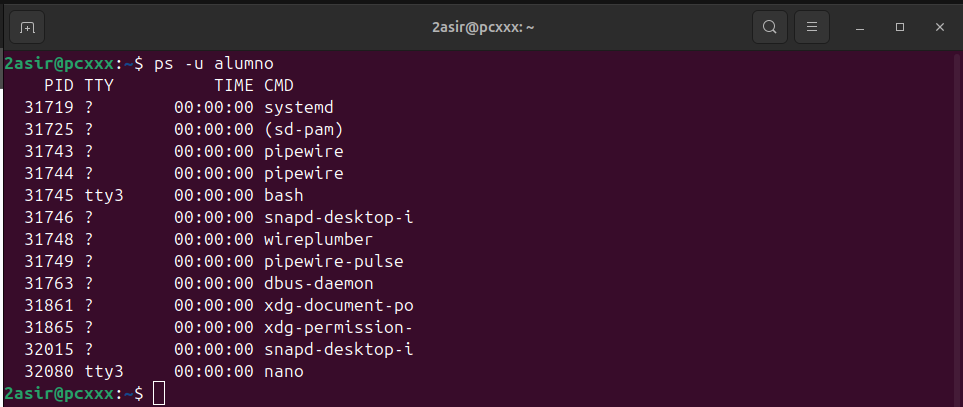 2asir@pcxxx: ~
2asir@pcxxx:~$ ps -u alumno
    PID TTY          TIME CMD
  31719 ?        00:00:00 systemd
  31725 ?        00:00:00 (sd-pam)
  31743 ?        00:00:00 pipewire
  31744 ?        00:00:00 pipewire
  31745 tty3     00:00:00 bash
  31746 ?        00:00:00 snapd-desktop-i
  31748 ?        00:00:00 wireplumber
  31749 ?        00:00:00 pipewire-pulse
  31763 ?        00:00:00 dbus-daemon
  31861 ?        00:00:00 xdg-document-po
  31865 ?        00:00:00 xdg-permission-
  32015 ?        00:00:00 snapd-desktop-i
  32080 tty3     00:00:00 nano
2asir@pcxxx:~$